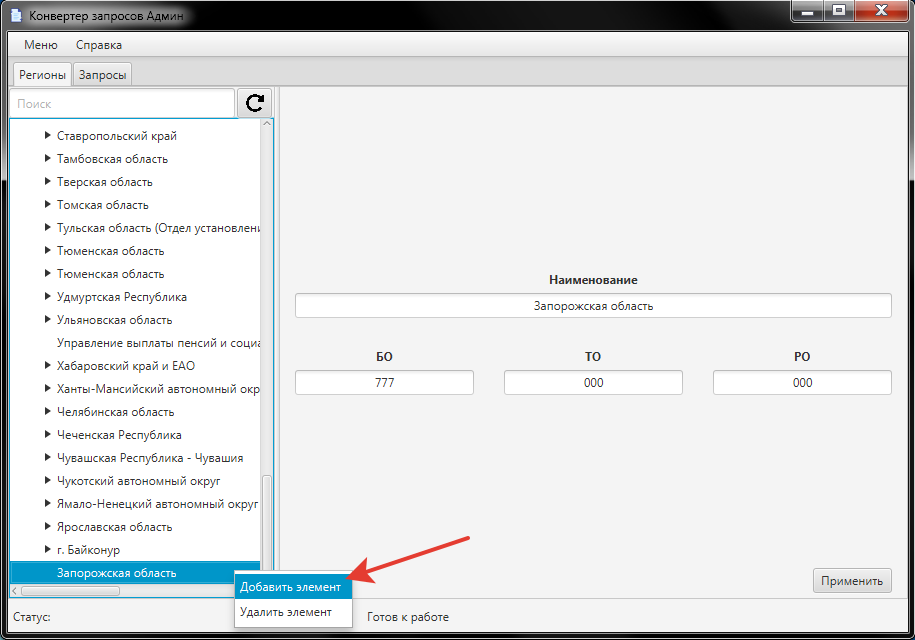 Конвертер запросов Админ
Меню Справка
Регионы Запросы
Поиск
Ставропольский край
Тамбовская область
Тверская область
Томская область
Тульская область (Отдел установлени
Тюменская область
Тюменская область
Удмуртская Республика
Ульяновская область
Управление выплаты пенсий и социа
Хабаровский край и ЕАО
Ханты-Мансийский автономный окр
Челябинская область
Чеченская Республика
Чувашская Республика - Чувашия
Чукотский автономный округ
Ямало-Ненецкий автономный округ
Ярославская область
г. Байконур
Запорожская область
Добавить элемент
Удалить элемент
Наименование
Запорожская область
БО ТО РО
777 000 000
Применить
Статус: Готов к работе